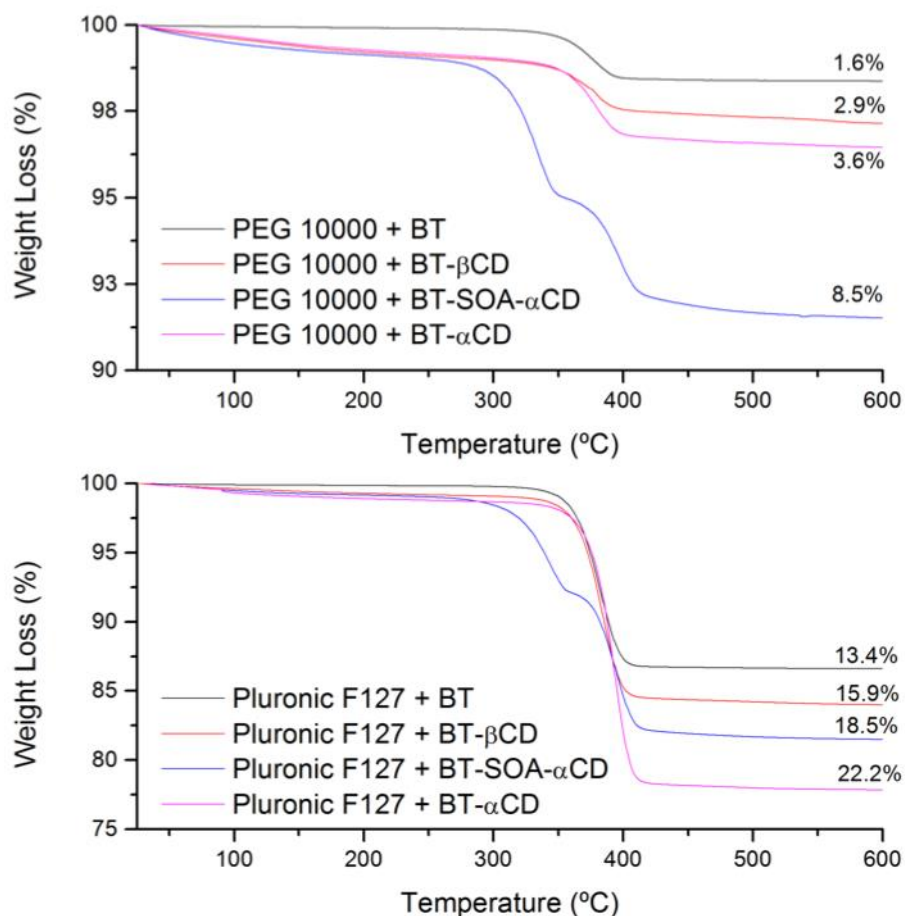 100
98
95
93
90
Weight Loss (%)
1.6%
2.9%
3.6%
8.5%
PEG 10000 + BT
PEG 10000 + BT-βCD
PEG 10000 + BT-SOA-αCD
PEG 10000 + BT-αCD
100 200 300 400 500 600
Temperature (ºC)
100
95
90
85
80
75
Weight Loss (%)
13.4%
15.9%
18.5%
22.2%
Pluronic F127 + BT
Pluronic F127 + BT-βCD
Pluronic F127 + BT-SOA-αCD
Pluronic F127 + BT-αCD
100 200 300 400 500 600
Temperature (ºC)